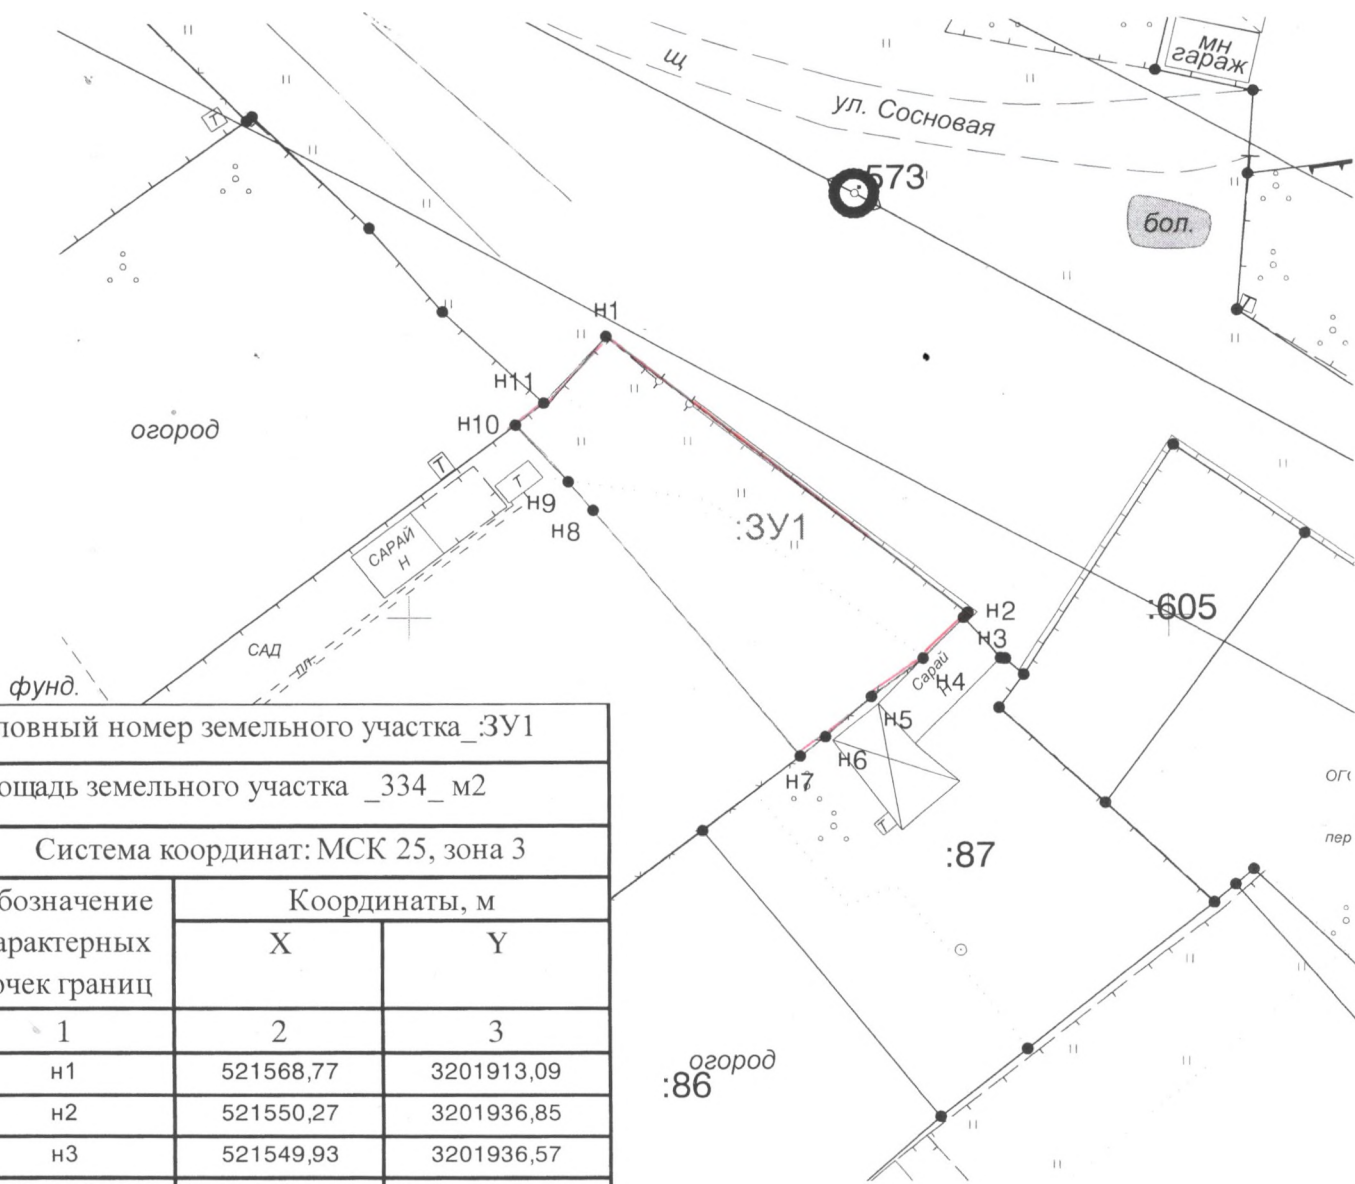 щ
ул. Сосновая
мн
гараж
573
бол.
Т
Т
н1
н11
н10
огород
Т
Т
н9
н8
САРАЙ
Н
:ЗУ1
н2
н3
:605
Сарай
Н
н4
САД
пл.
фунд.
н5
н6
н7
Т
:87
пер
огород
:86
ловный номер земельного участка_:ЗУ1
ощадь земельного участка _334_ м2
Система координат: МСК 25, зона 3
бозначение
арактерных
очек границ
Координаты, м
X Y
1 2 3
н1 521568,77 3201913,09
н2 521550,27 3201936,85
н3 521549,93 3201936,57